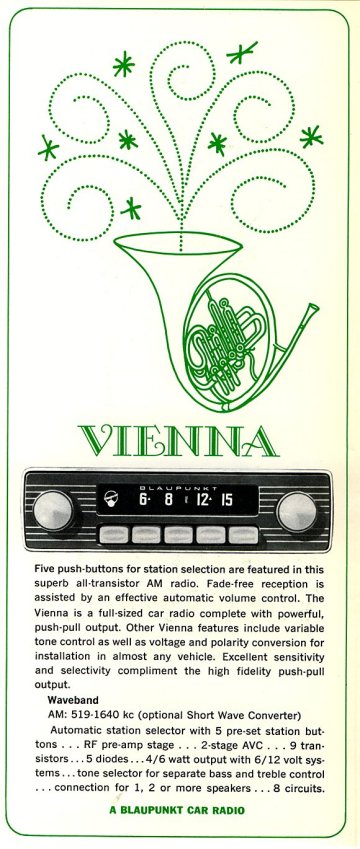 VIENNA
BLAUPUNKT
6· 8 12· 15
Five push-buttons for station selection are featured in this
superb all-transistor AM radio. Fade-free reception is
assisted by an effective automatic volume control. The
Vienna is a full-sized car radio complete with powerful,
push-pull output. Other Vienna features include variable
tone control as well as voltage and polarity conversion for
installation in almost any vehicle. Excellent sensitivity
and selectivity compliment the high fidelity push-pull
output.
Waveband
AM: 519-1640 kc (optional Short Wave Converter)
Automatic station selector with 5 pre-set station but-
tons . . . RF pre-amp stage . . . 2-stage AVC . . . 9 tran-
sistors . . . 5 diodes . . . 4/6 watt output with 6/12 volt sys-
tems . . . tone selector for separate bass and treble control
. . . connection for 1, 2 or more speakers . . . 8 circuits.
A BLAUPUNKT CAR RADIO